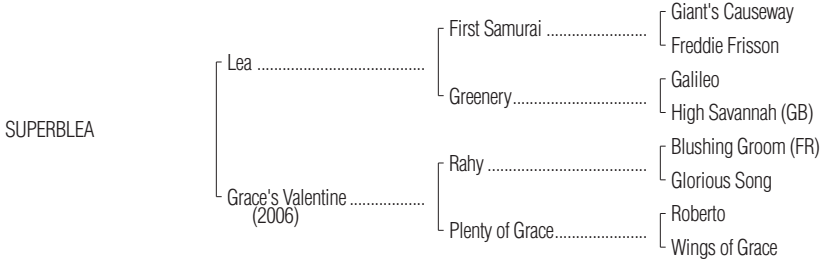 Giant's Causeway
First Samurai ........................
Freddie Frisson
Lea ........................................
Galileo
Greenery................................
High Savannah (GB)
SUPERBLEA
Blushing Groom (FR)
Rahy ......................................
Glorious Song
Grace's Valentine ..................
(2006)
Roberto
Plenty of Grace......................
Wings of Grace